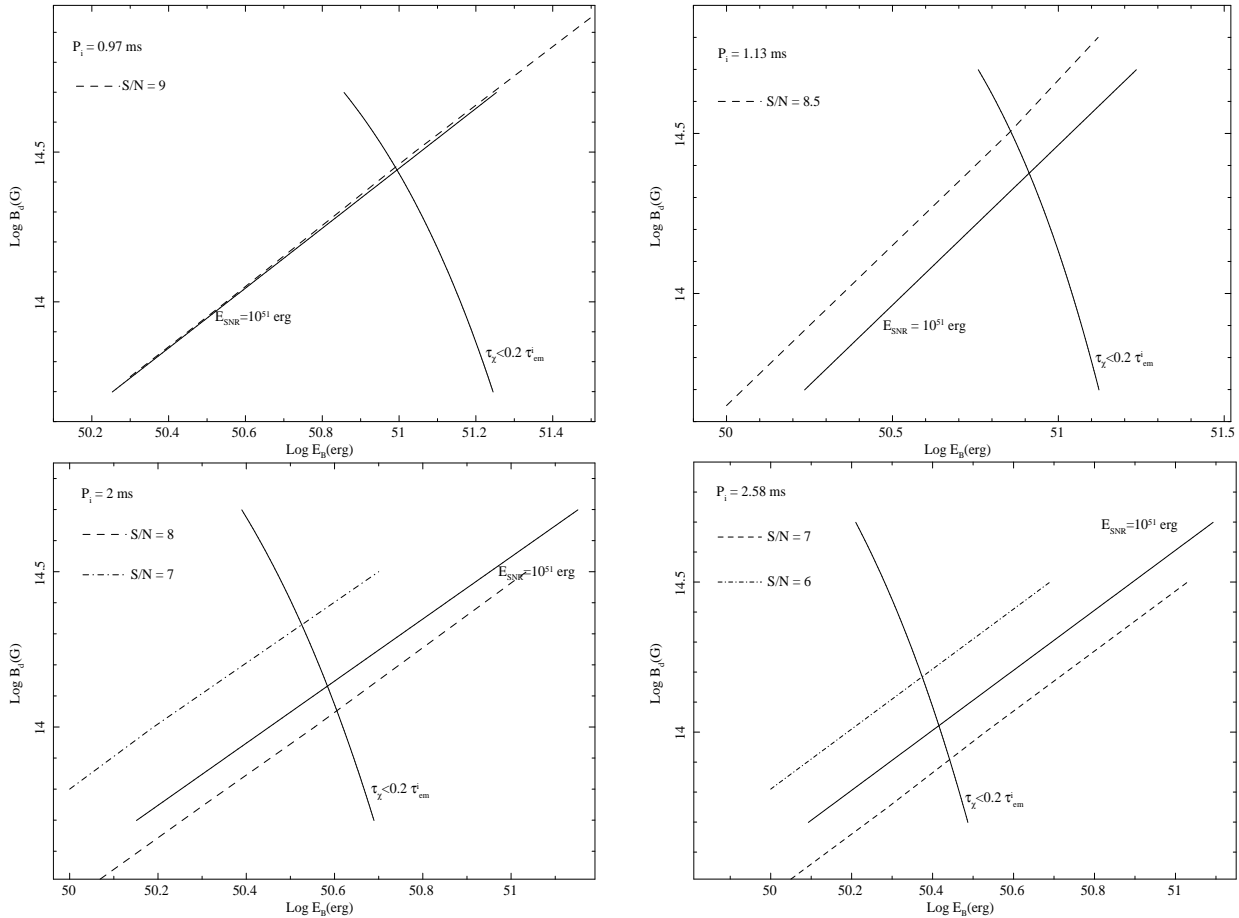 P_i = 0.97 ms
S/N = 9
14.5
14
Log B_d(G)
E_SNR=10^51 erg
τ_χ<0.2 τ^i_em
50.2 50.4 50.6 50.8 51 51.2 51.4
Log E_B(erg)
P_i = 1.13 ms
S/N = 8.5
14.5
14
Log B_d(G)
E_SNR = 10^51 erg
τ_χ<0.2 τ^i_em
50 50.5 51 51.5
Log E_B(erg)
P_i = 2 ms
S/N = 8
S/N = 7
14.5
14
Log B_d(G)
E_SNR=10^51 erg
τ_χ<0.2 τ^i_em
50 50.2 50.4 50.6 50.8 51
Log E_B(erg)
P_i = 2.58 ms
S/N = 7
S/N = 6
14.5
14
Log B_d(G)
E_SNR=10^51 erg
τ_χ<0.2 τ^i_em
50 50.2 50.4 50.6 50.8 51
Log E_B(erg)